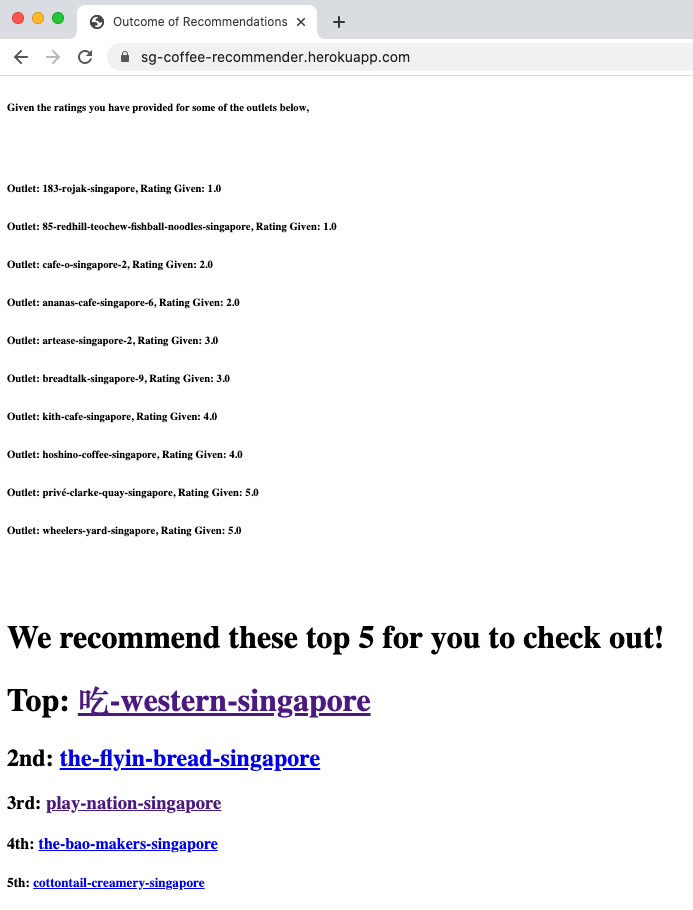 Outcome of Recommendations
sg-coffee-recommender.herokuapp.com
Given the ratings you have provided for some of the outlets below,
Outlet: 183-rojak-singapore, Rating Given: 1.0
Outlet: 85-redhill-teochew-fishball-noodles-singapore, Rating Given: 1.0
Outlet: cafe-o-singapore-2, Rating Given: 2.0
Outlet: ananas-cafe-singapore-6, Rating Given: 2.0
Outlet: artease-singapore-2, Rating Given: 3.0
Outlet: breadtalk-singapore-9, Rating Given: 3.0
Outlet: kith-cafe-singapore, Rating Given: 4.0
Outlet: hoshino-coffee-singapore, Rating Given: 4.0
Outlet: privé-clarke-quay-singapore, Rating Given: 5.0
Outlet: wheelers-yard-singapore, Rating Given: 5.0
We recommend these top 5 for you to check out!
Top: 吃-western-singapore
2nd: the-flyin-bread-singapore
3rd: play-nation-singapore
4th: the-bao-makers-singapore
5th: cottontail-creamery-singapore